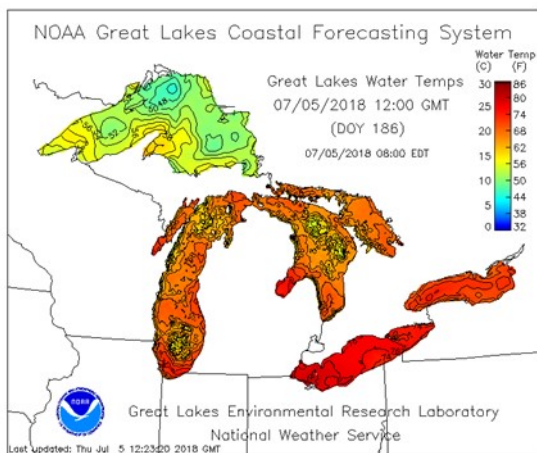 NOAA Great Lakes Coastal Forecasting System
Water Temp
(C) (F)
Great Lakes Water Temps
07/05/2018 12:00 GMT
(DOY 186)
07/05/2018 08:00 EDT
30 86
80
25
74
20 68
62
15
56
10 50
44
5
38
0 32
NOAA
Great Lakes Environmental Research Laboratory
National Weather Service
Last updated: Thu Jul 5 12:23:20 2018 GMT